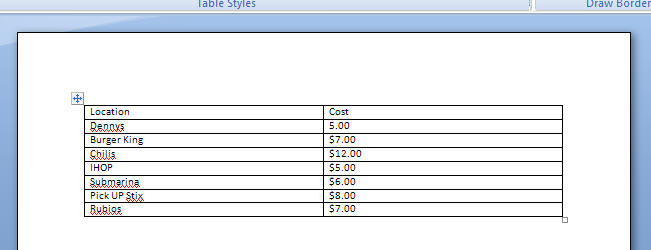 Table Styles
Draw Border
Location Cost
Dennys 5.00
Burger King $7.00
Chilis $12.00
IHOP $5.00
Submarina $6.00
Pick UP Stix $8.00
Rubios $7.00